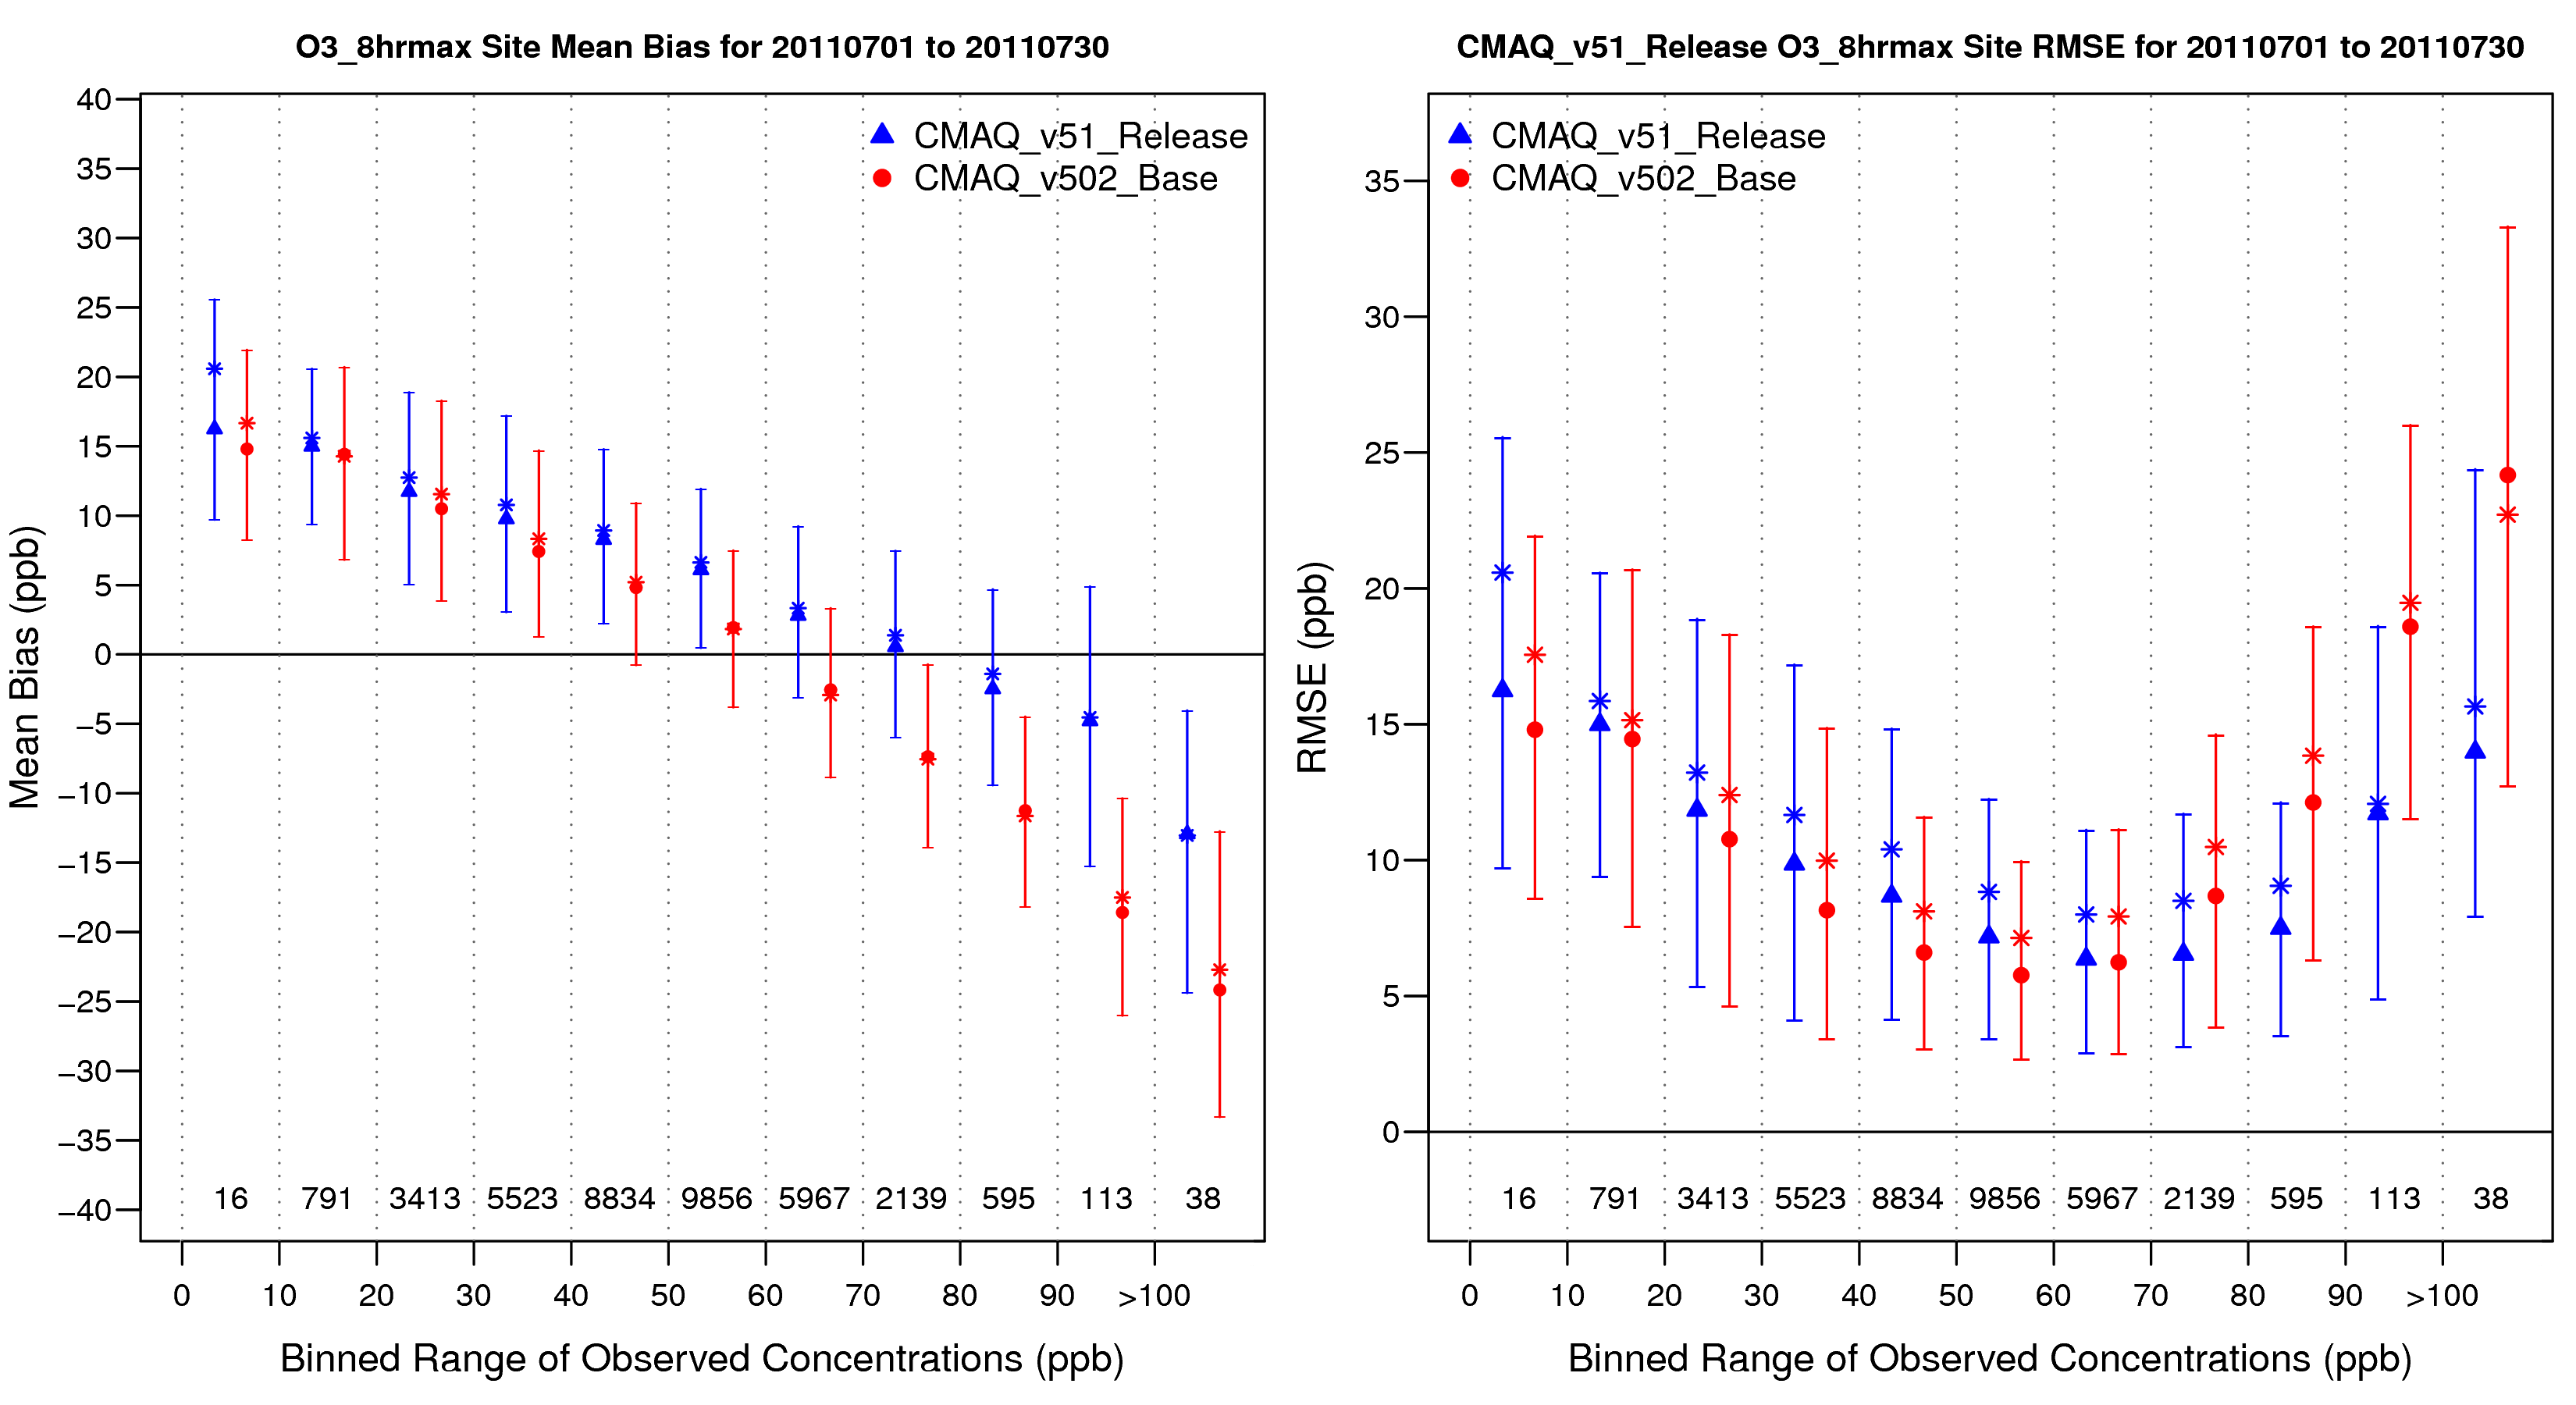 O3_8hrmax Site Mean Bias for 20110701 to 20110730
CMAQ_v51_Release
CMAQ_v502_Base
Mean Bias (ppb)
40
35
30
25
20
15
10
5
0
−5
−10
−15
−20
−25
−30
−35
−40
16 791 3413 5523 8834 9856 5967 2139 595 113 38
0 10 20 30 40 50 60 70 80 90 >100
Binned Range of Observed Concentrations (ppb)
CMAQ_v51_Release O3_8hrmax Site RMSE for 20110701 to 20110730
CMAQ_v51_Release
CMAQ_v502_Base
RMSE (ppb)
35
30
25
20
15
10
5
0
16 791 3413 5523 8834 9856 5967 2139 595 113 38
0 10 20 30 40 50 60 70 80 90 >100
Binned Range of Observed Concentrations (ppb)